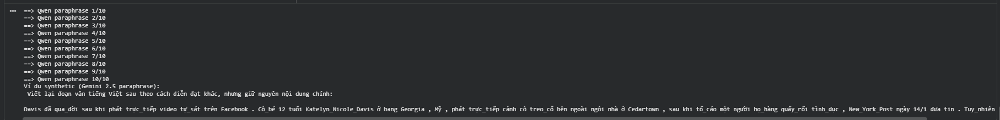 ••• ==> Qwen paraphrase 1/10
==> Qwen paraphrase 2/10
==> Qwen paraphrase 3/10
==> Qwen paraphrase 4/10
==> Qwen paraphrase 5/10
==> Qwen paraphrase 6/10
==> Qwen paraphrase 7/10
==> Qwen paraphrase 8/10
==> Qwen paraphrase 9/10
==> Qwen paraphrase 10/10
Ví dụ synthetic (Gemini 2.5 paraphrase):
Viết lại đoạn văn tiếng Việt sau theo cách diễn đạt khác, nhưng giữ nguyên nội dung chính:
Davis đã qua_đời sau khi phát trực_tiếp video tự_sát trên Facebook . Cô_bé 12 tuổi Katelyn_Nicole_Davis ở bang Georgia , Mỹ , phát trực_tiếp cảnh cô treo_cổ bên ngoài ngôi nhà ở Cedartown , sau khi tố_cáo một người họ_hàng quấy_rối tình_dục , New_York_Post ngày 14/1 đưa tin . Tuy_nhiên